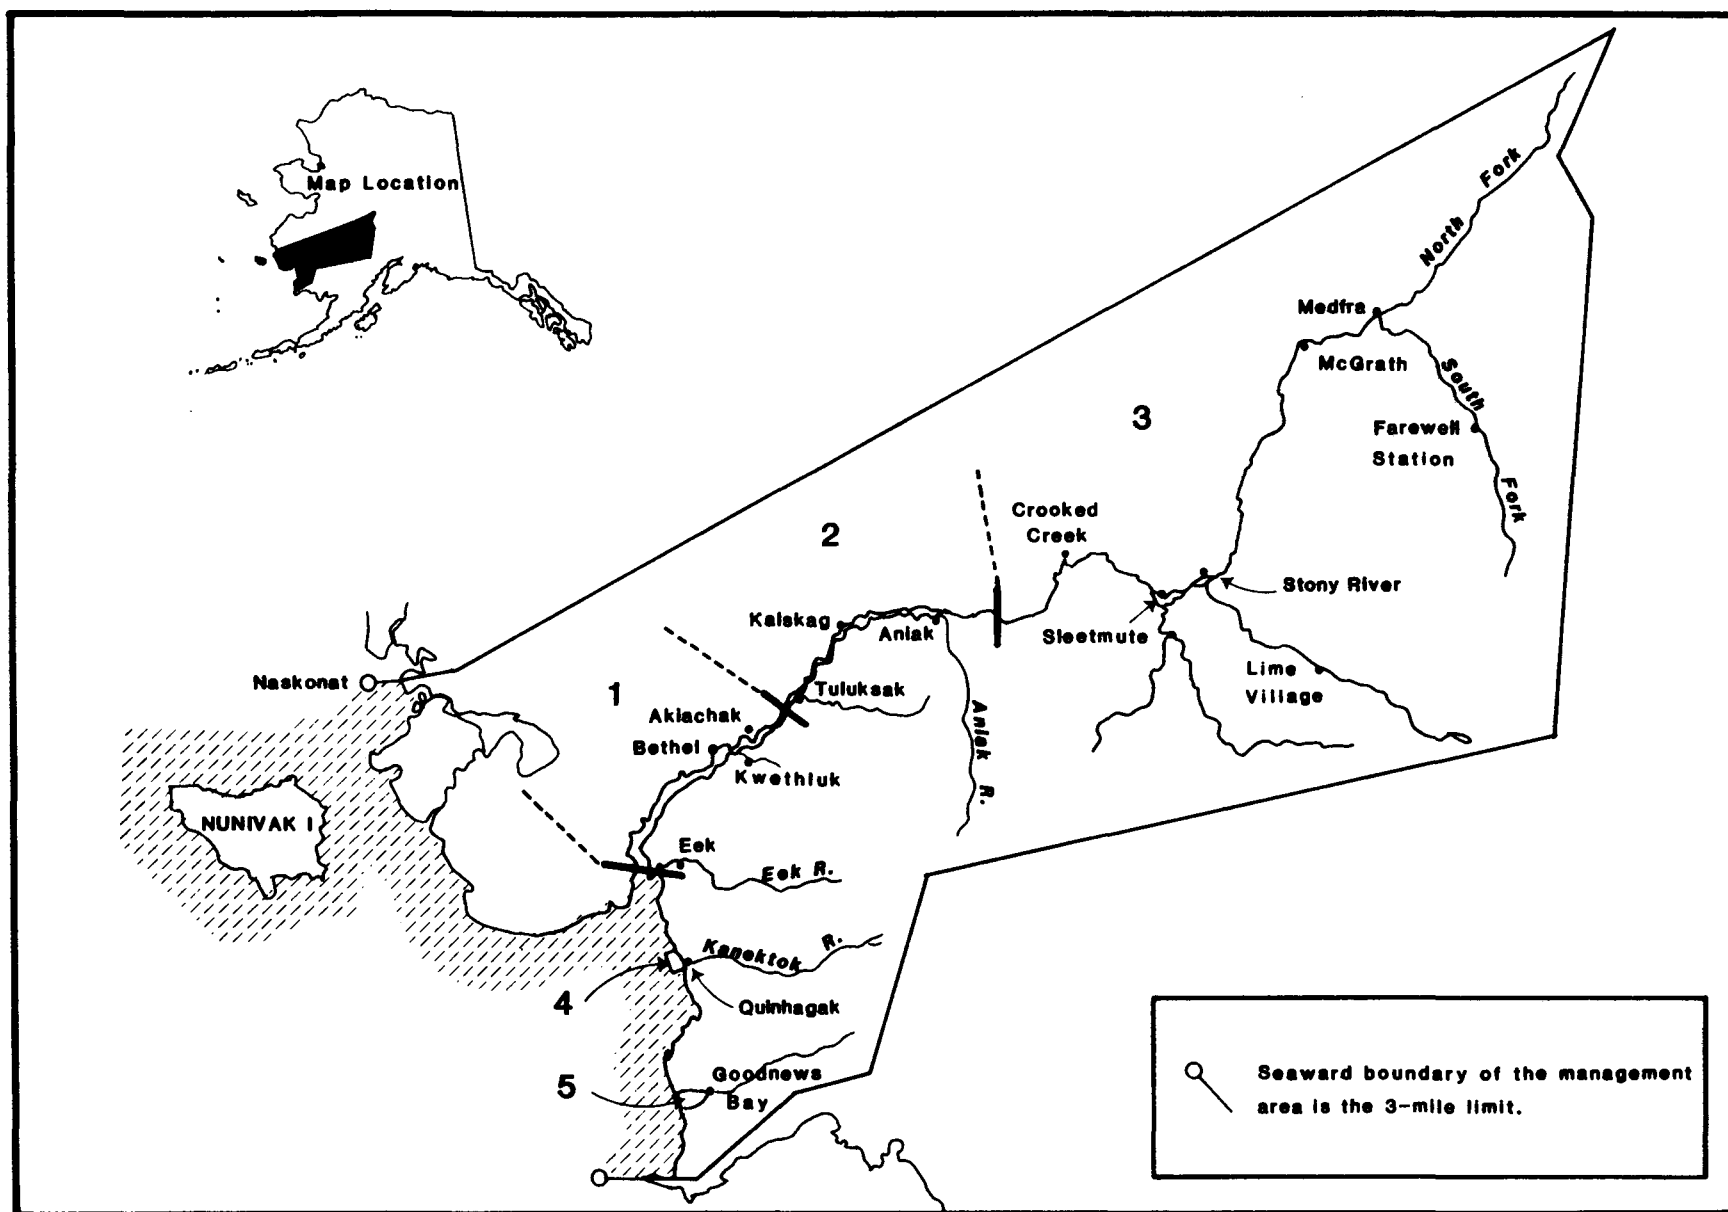 Map Location
North Fork
Medfra
McGrath
South Fork
Farewell
Station
3
Crooked
Creek
2
Stony River
Kalskag
Aniak
Sleetmute
Lime
Village
Naskonat
1
Tuluksak
Akiachak
Bethel
Kwethluk
Aniak R.
NUNIVAK I
Eek
Eek R.
Kanektok R.
4
Quinhagak
5
Goodnews
Bay
Seaward boundary of the management
area is the 3-mile limit.